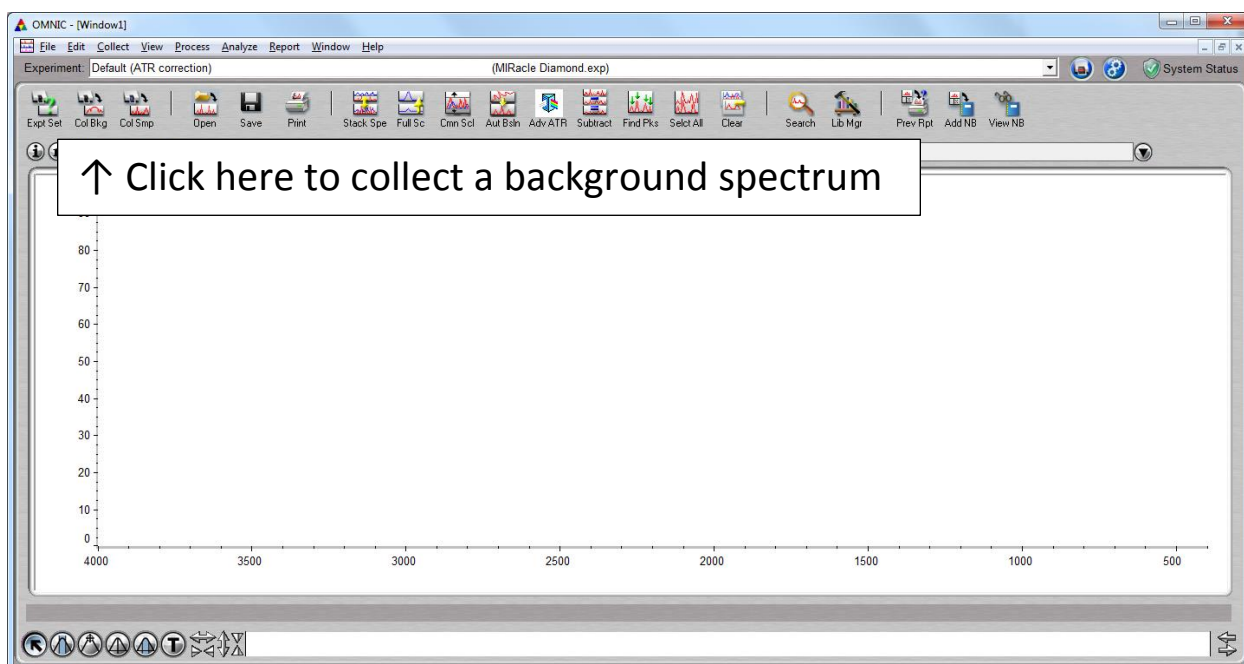 OMNIC - [Window1]
File Edit Collect View Process Analyze Report Window Help
Experiment: Default (ATR correction) (MIRacle Diamond.exp) System Status
Expt Set Col Bkg Col Smp Open Save Print Stack Spe Full Sc Cmn Scl Aut Bsln Adv ATR Subtract Find Pks Selct All Clear Search Lib Mgr Prev Rpt Add NB View NB
↑ Click here to collect a background spectrum
80
70
60
50
40
30
20
10
0
4000 3500 3000 2500 2000 1500 1000 500
T